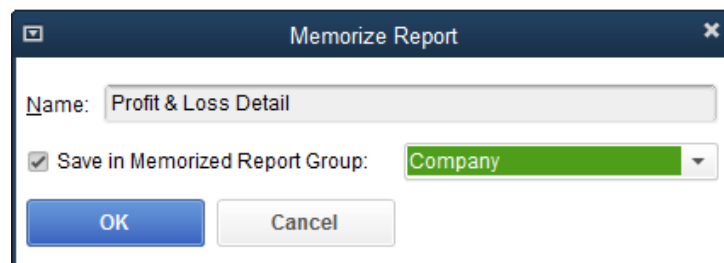 Memorize Report
Name: Profit & Loss Detail
Save in Memorized Report Group: Company
OK Cancel